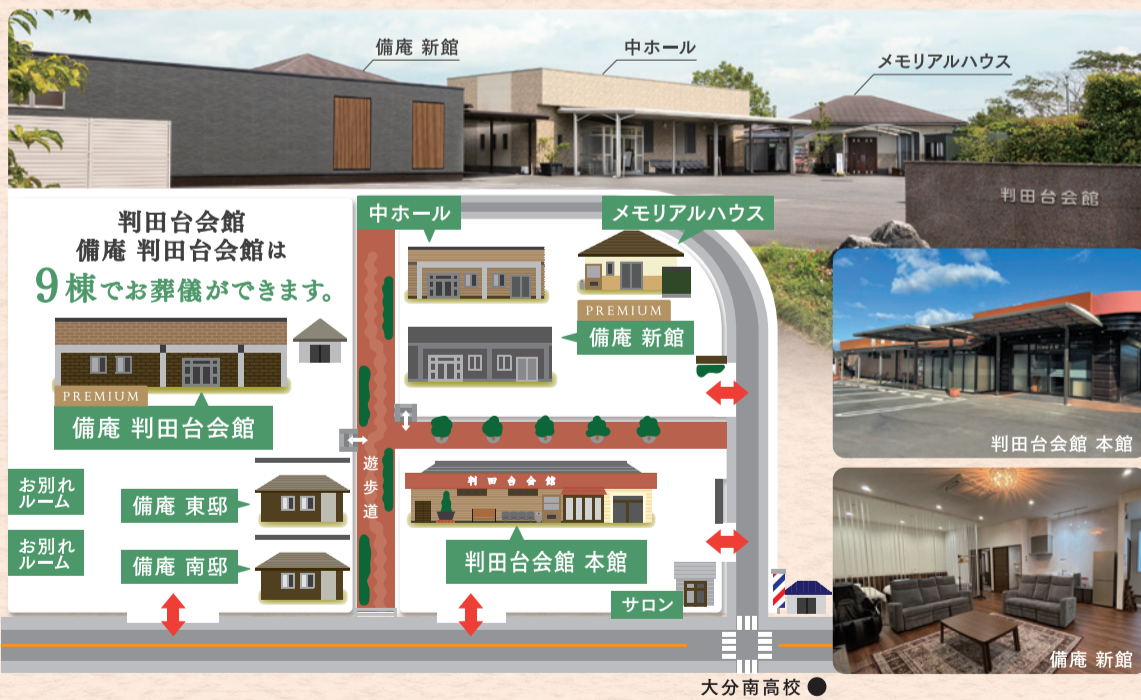 備庵 新館
中ホール
メモリアルハウス
判田台会館
判田台会館
備庵 判田台会館は
9棟でお葬儀ができます。
PREMIUM
備庵 判田台会館
お別れ
ルーム
備庵 東邸
お別れ
ルーム
備庵 南邸
遊歩道
中ホール
メモリアルハウス
PREMIUM
備庵 新館
判田台会館
判田台会館 本館
サロン
大分南高校
判田台会館 本館
備庵 新館